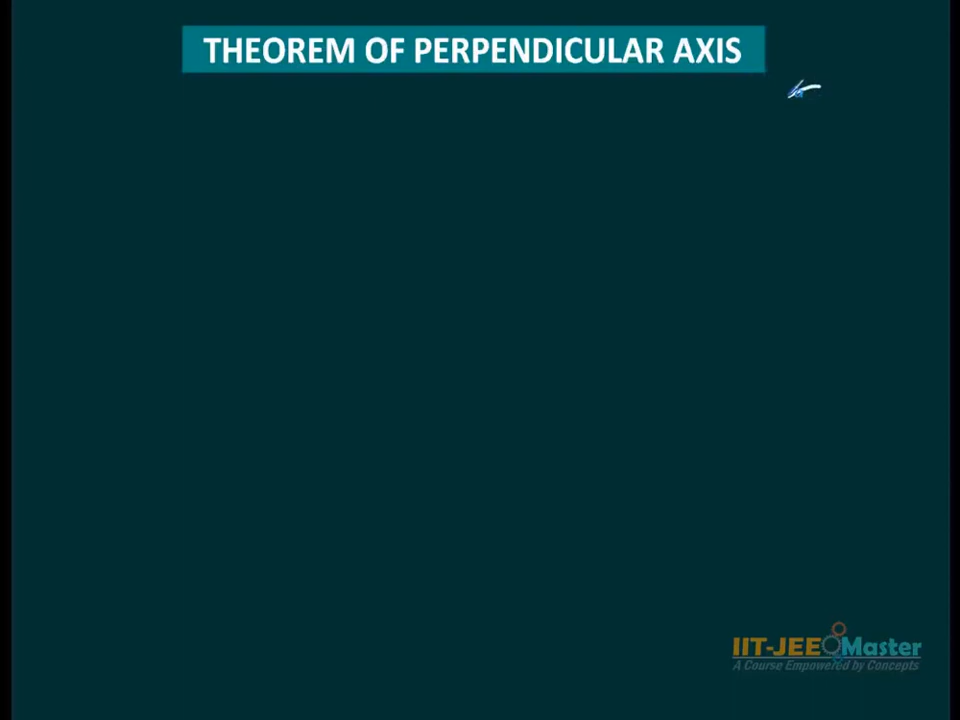 THEOREM OF PERPENDICULAR AXIS
IIT-JEE Master
A Course Empowered by Concepts